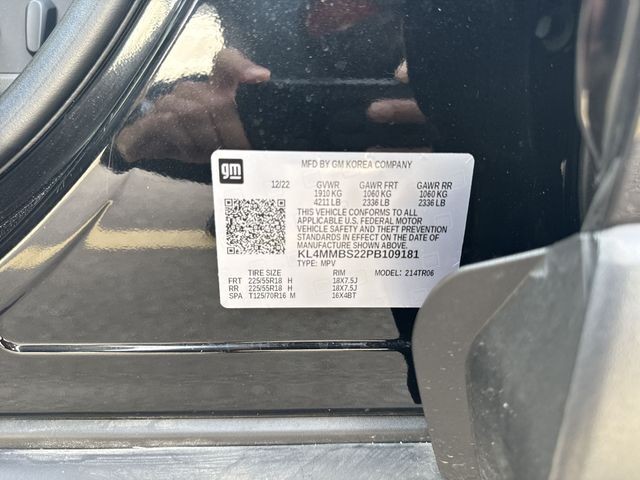 gm
MFD BY GM KOREA COMPANY
12/22 GVWR GAWR FRT GAWR RR
1910 KG 1060 KG 1060 KG
4211 LB 2336 LB 2336 LB
THIS VEHICLE CONFORMS TO ALL
APPLICABLE U.S. FEDERAL MOTOR
VEHICLE SAFETY AND THEFT PREVENTION
STANDARDS IN EFFECT ON THE DATE OF
MANUFACTURE SHOWN ABOVE.
KL4MMBS22PB109181
TYPE: MPV
TIRE SIZE RIM MODEL: 214TR06
FRT 225/55R18 H 18X7.5J
RR 225/55R18 H 18X7.5J
SPA T125/70R16 M 16X4BT